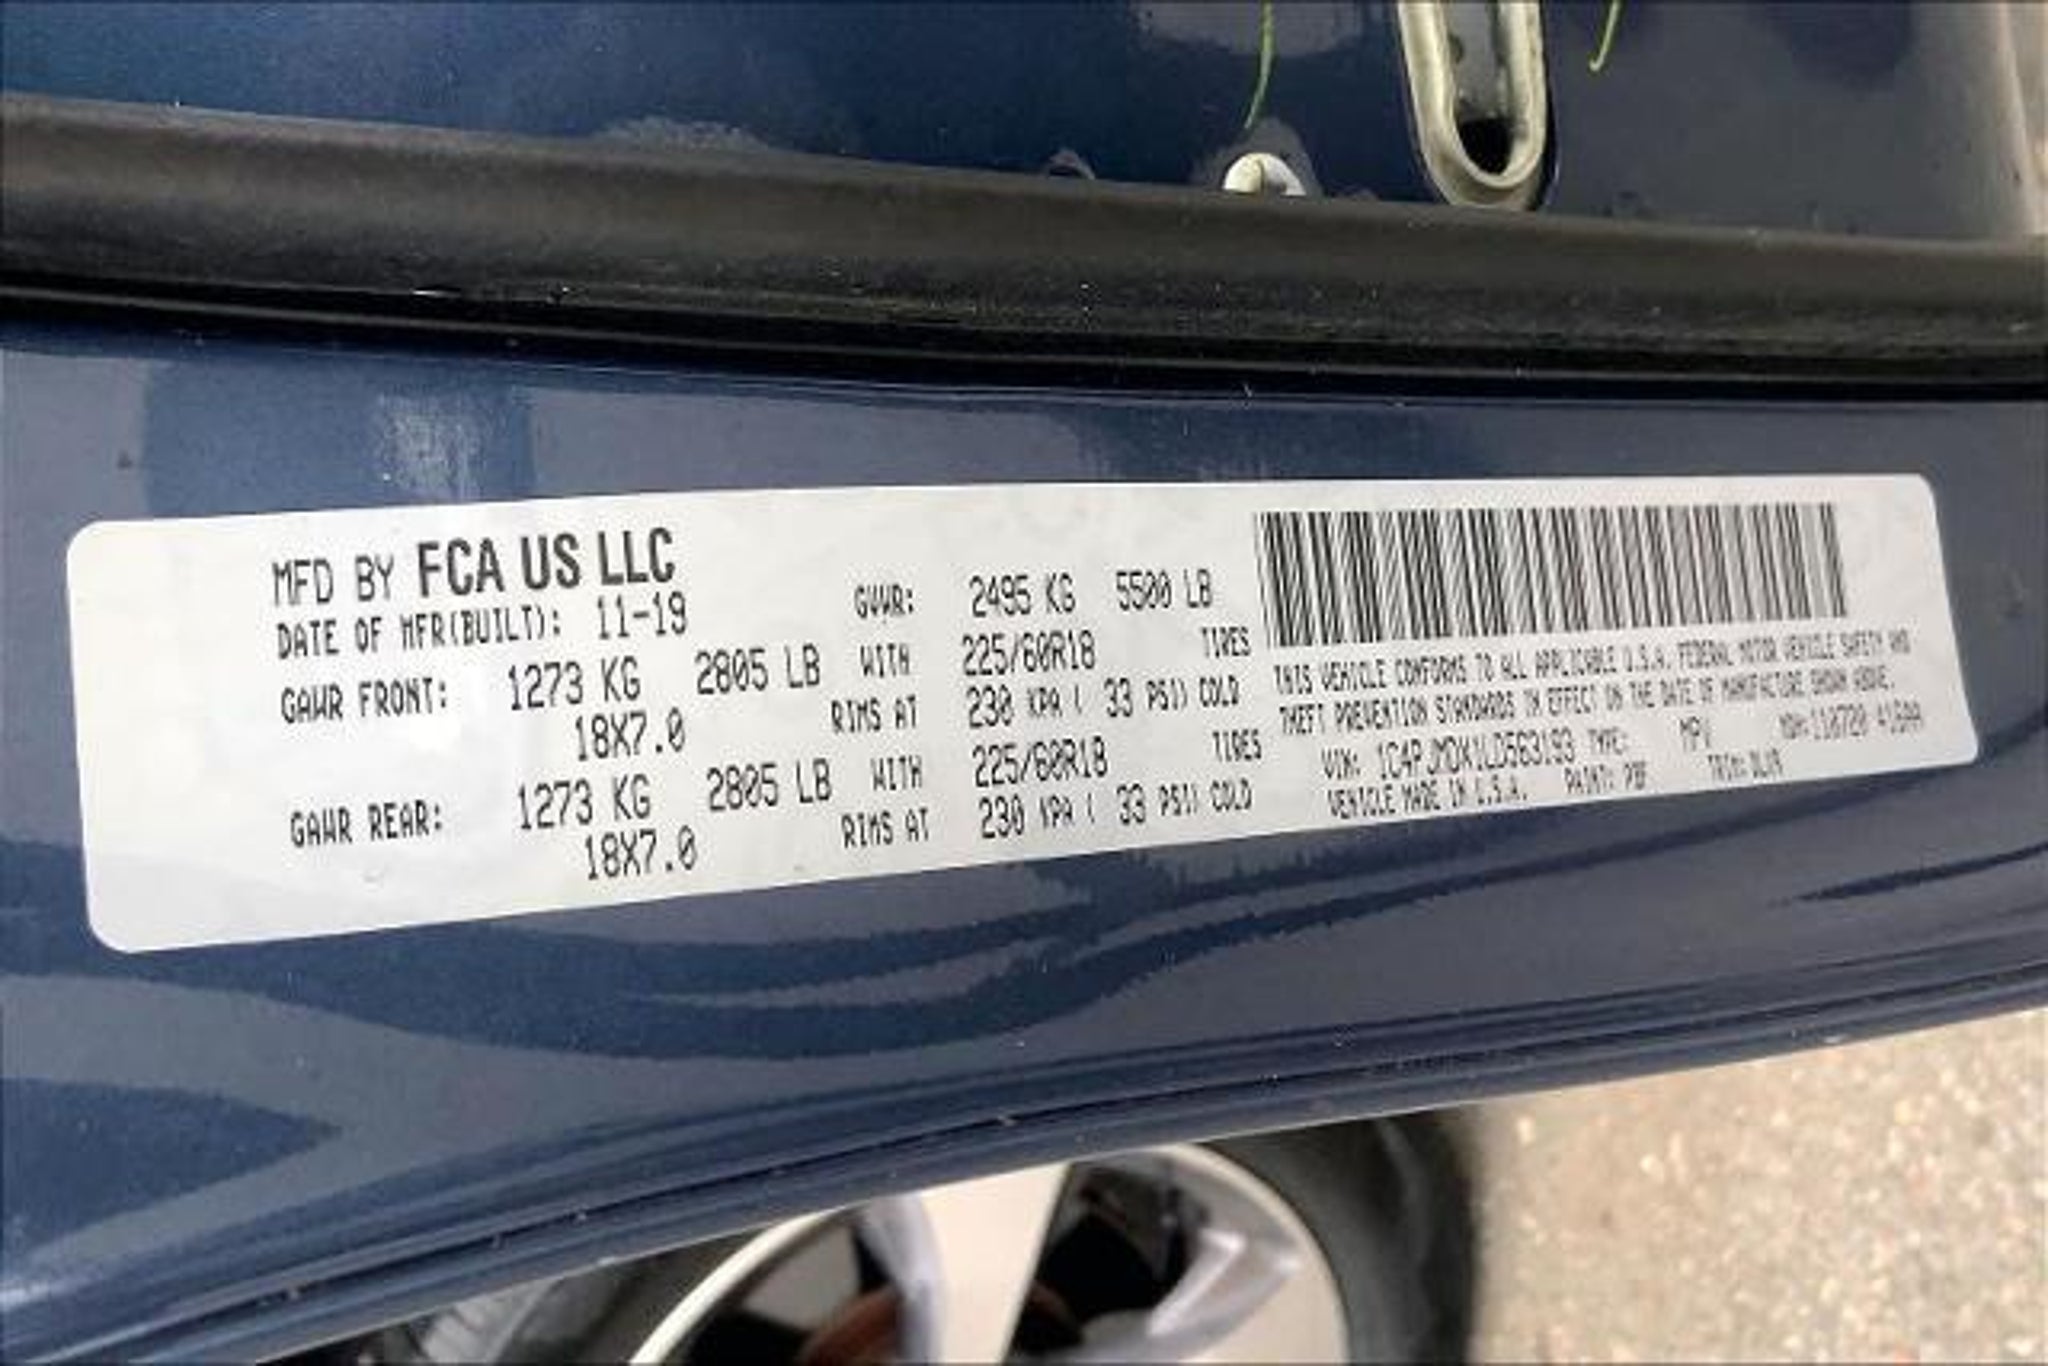 MFD BY FCA US LLC
DATE OF MFR(BUILT): 11-19 GVWR: 2495 KG 5500 LB
GAWR FRONT: 1273 KG 2805 LB WITH 225/60R18 TIRES
18X7.0 RIMS AT 230 KPA ( 33 PSI) COLD
GAWR REAR: 1273 KG 2805 LB WITH 225/60R18 TIRES
18X7.0 RIMS AT 230 KPA ( 33 PSI) COLD
THIS VEHICLE CONFORMS TO ALL APPLICABLE U.S.A. FEDERAL MOTOR VEHICLE SAFETY AND
THEFT PREVENTION STANDARDS IN EFFECT ON THE DATE OF MANUFACTURE SHOWN ABOVE.
VIN: 1C4PJMDX1LD563193 TYPE: MPV MDH:
VEHICLE MADE IN U.S.A. PAINT: PBF TRIM: